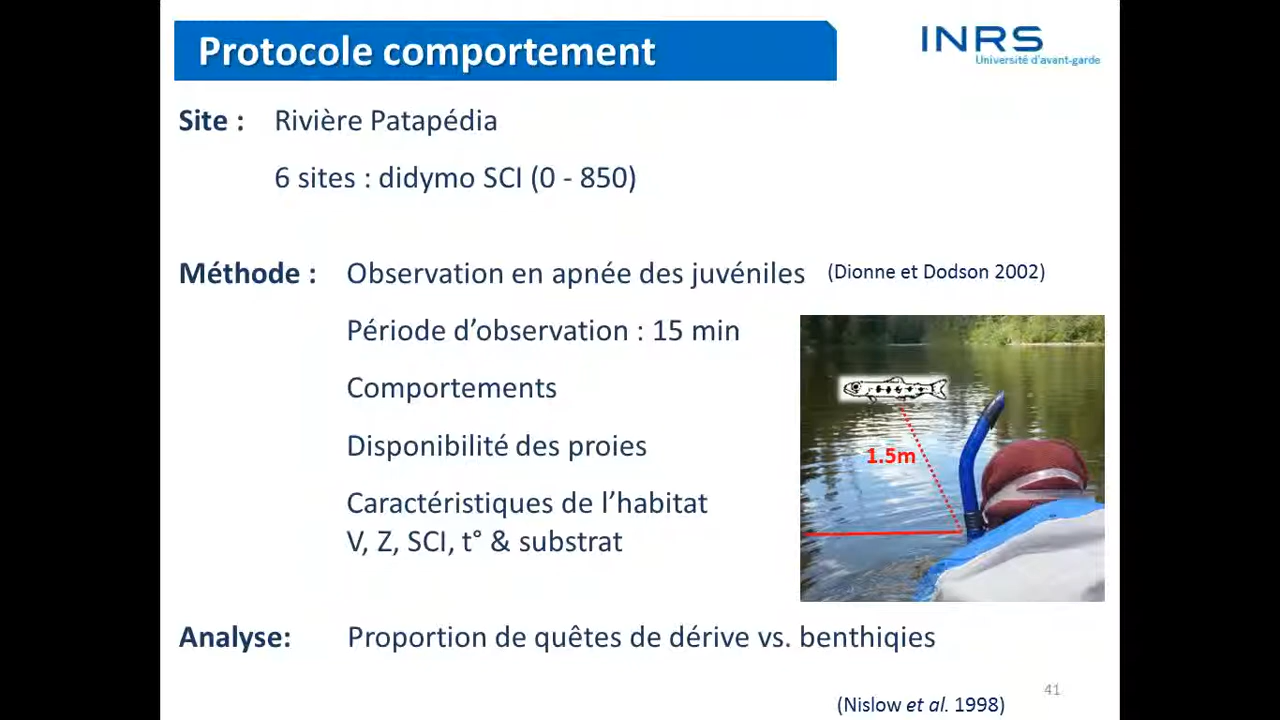 Protocole comportement
INRS
Université d'avant-garde
Site : Rivière Patapédia
6 sites : didymo SCI (0 - 850)
Méthode : Observation en apnée des juvéniles (Dionne et Dodson 2002)
Période d’observation : 15 min
Comportements
Disponibilité des proies
Caractéristiques de l’habitat
V, Z, SCI, t° & substrat
1.5m
Analyse: Proportion de quêtes de dérive vs. benthiqies
41
(Nislow et al. 1998)